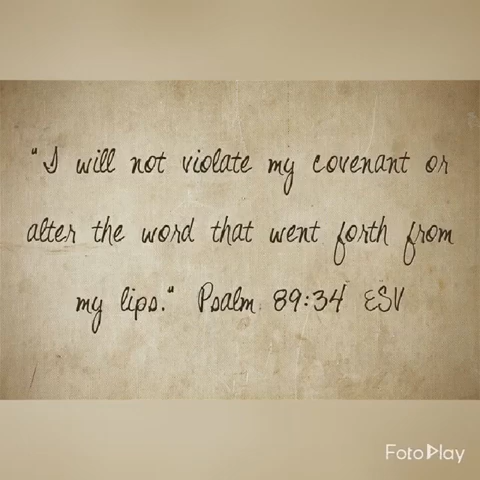 "I will not violate my covenant or
alter the word that went forth from
my lips." Psalm 89:34 ESV
FotoPlay